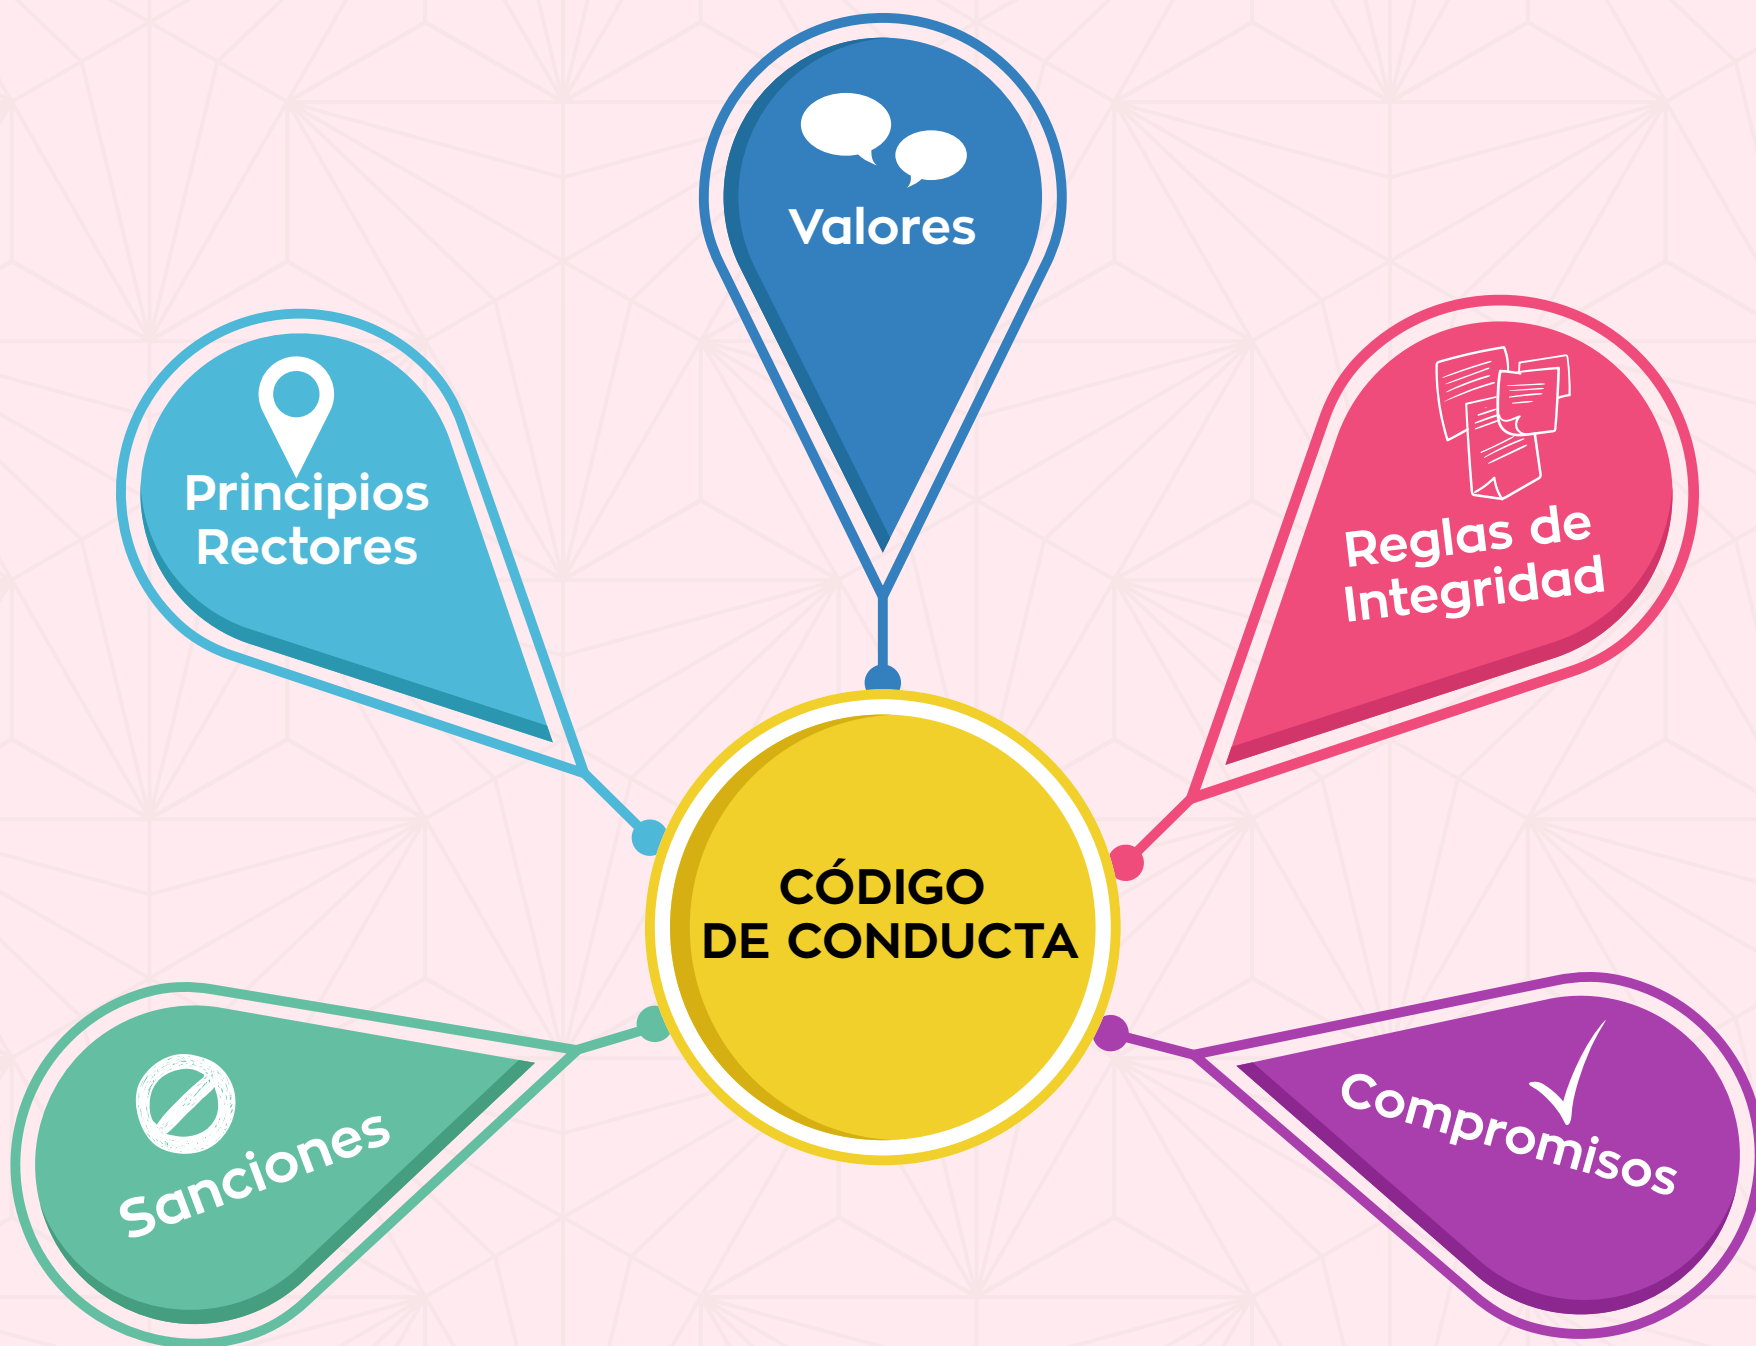 Valores
Principios
Rectores
Reglas de
Integridad
CÓDIGO
DE CONDUCTA
Sanciones
Compromisos